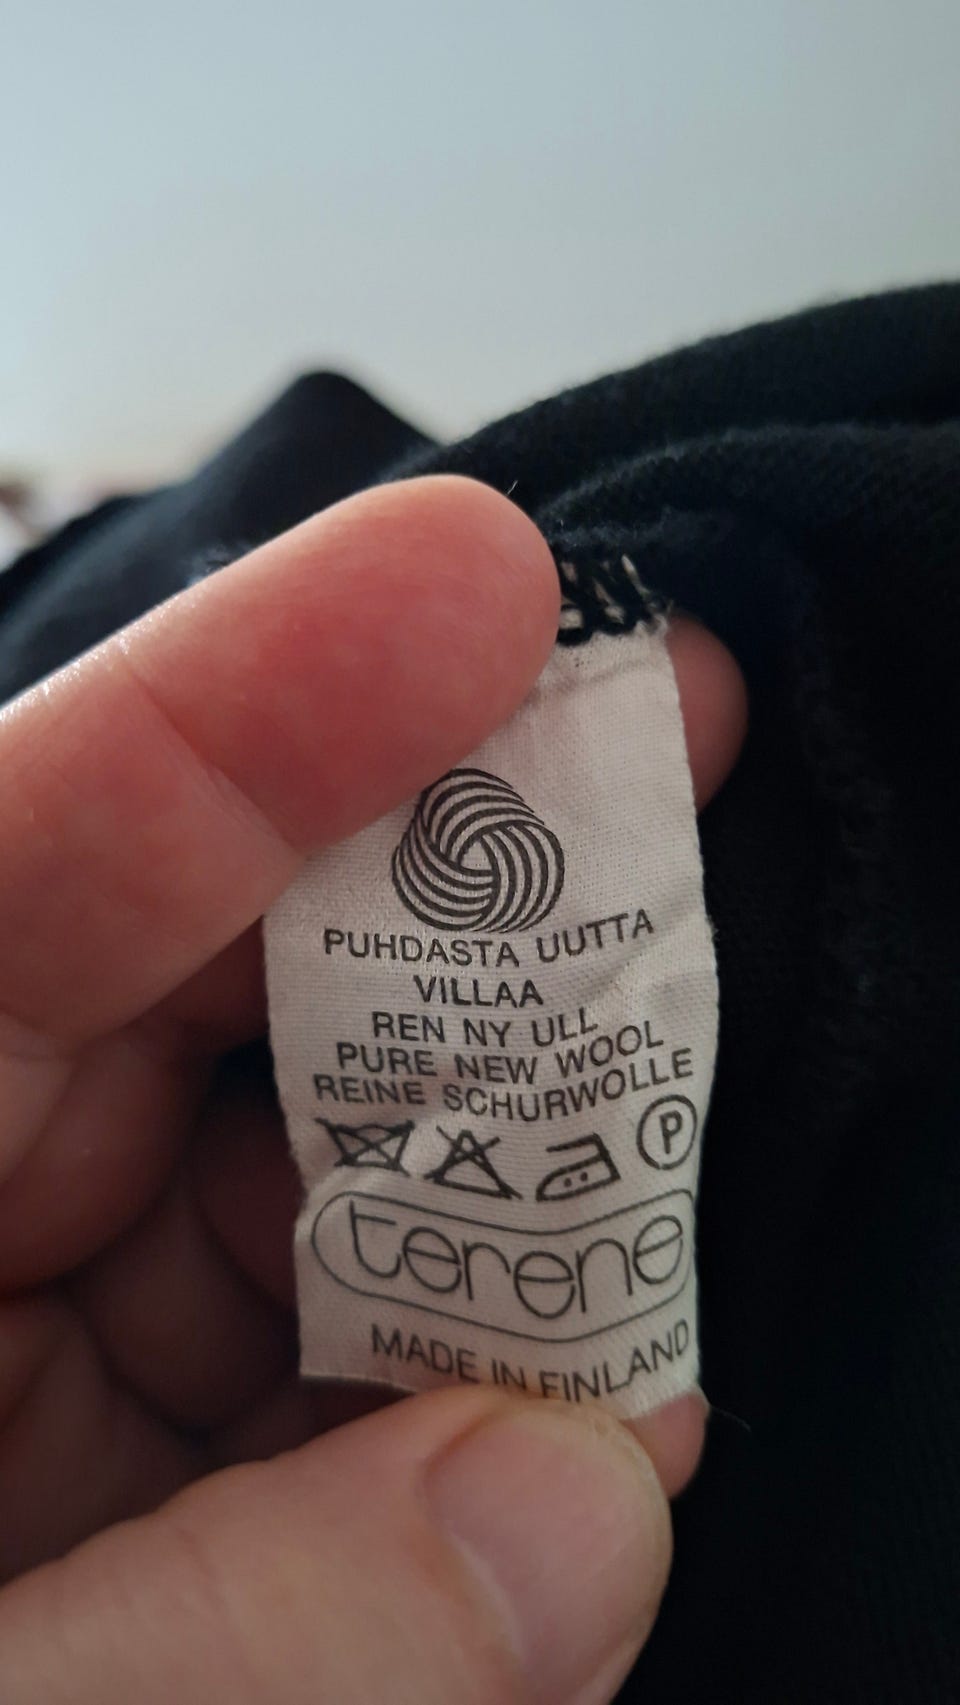 PUHDASTA UUTTA
VILLAA
REN NY ULL
PURE NEW WOOL
REINE SCHURWOLLE
P
terene
MADE IN FINLAND